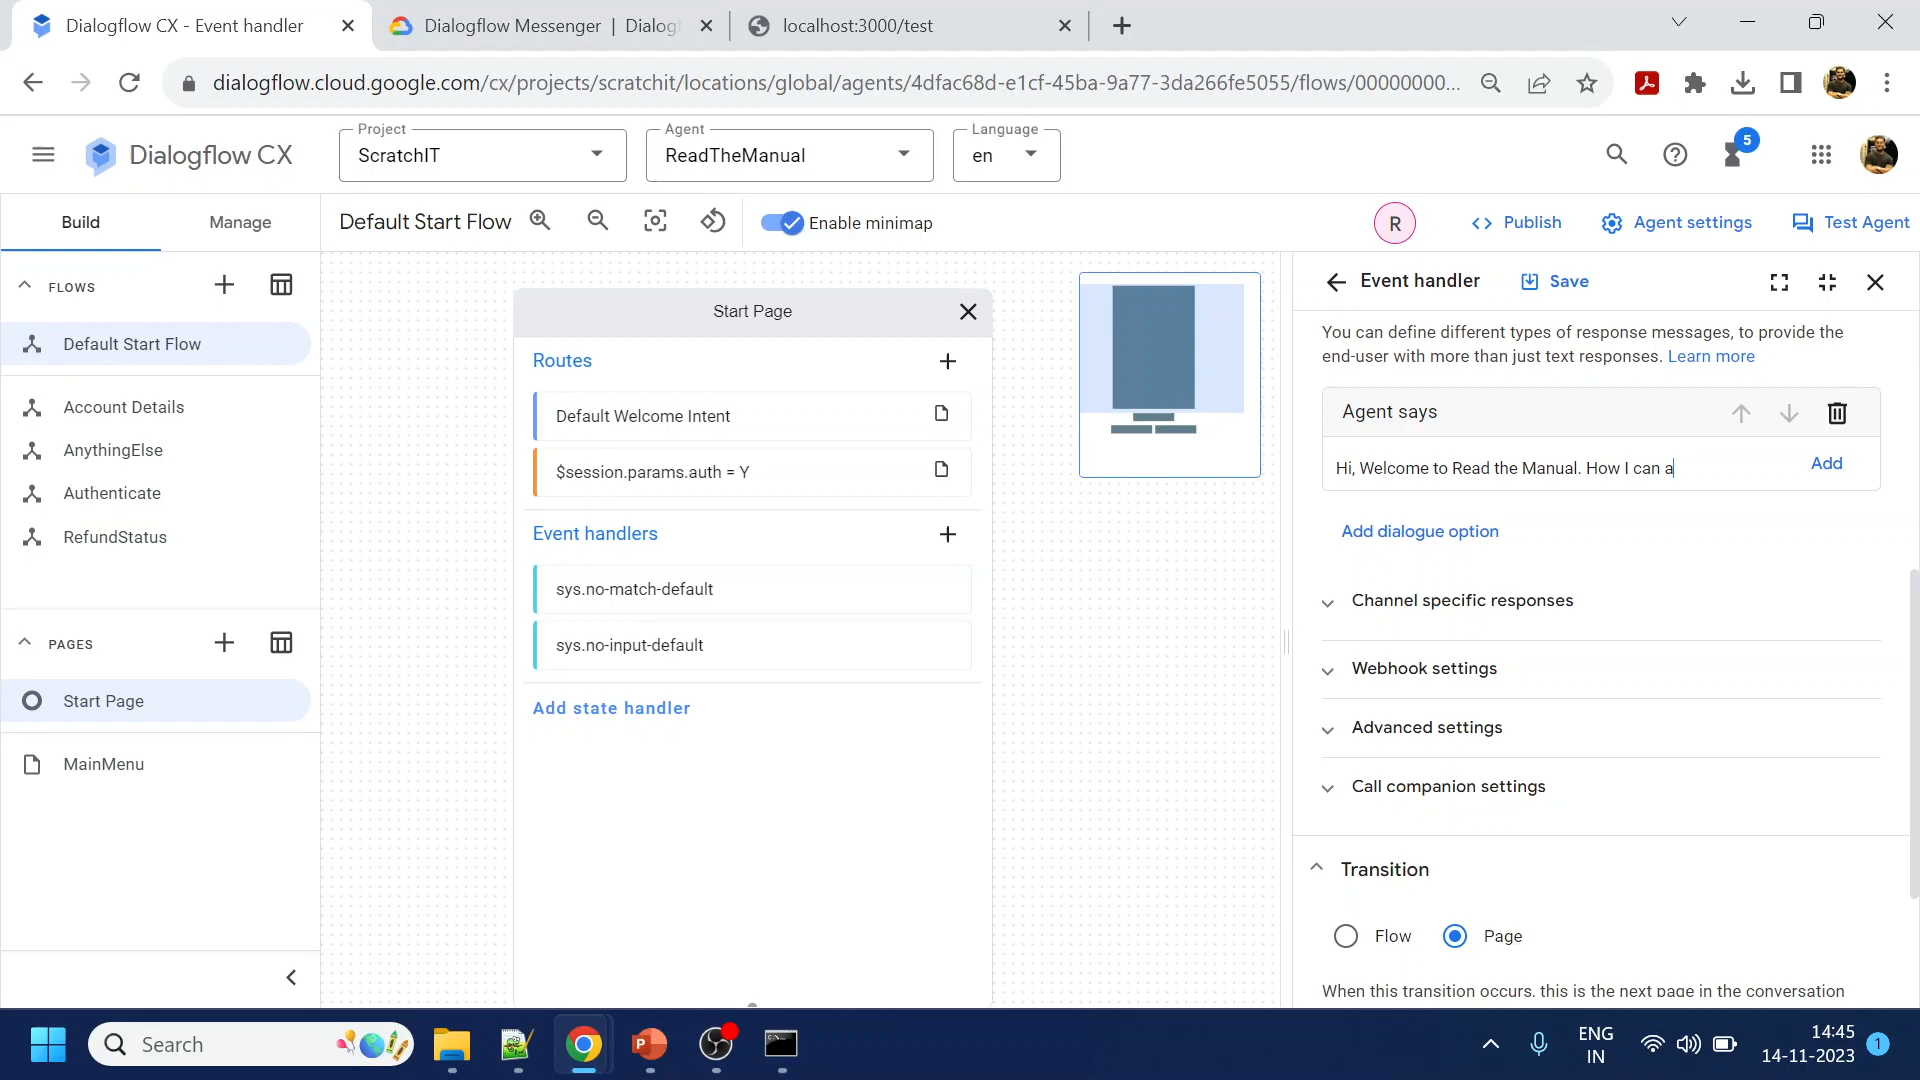 Dialogflow CX - Event handler
Dialogflow Messenger | Dialogf
localhost:3000/test
dialogflow.cloud.google.com/cx/projects/scratchit/locations/global/agents/4dfac68d-e1cf-45ba-9a77-3da266fe5055/flows/00000000...
Dialogflow CX
Project
ScratchIT
Agent
ReadTheManual
Language
en
5
Build
Manage
Default Start Flow
Enable minimap
R
Publish
Agent settings
Test Agent
FLOWS
Default Start Flow
Account Details
AnythingElse
Authenticate
RefundStatus
PAGES
Start Page
MainMenu
Start Page
Routes
Default Welcome Intent
$session.params.auth = Y
Event handlers
sys.no-match-default
sys.no-input-default
Add state handler
Event handler
Save
You can define different types of response messages, to provide the
end-user with more than just text responses. Learn more
Agent says
Hi, Welcome to Read the Manual. How I can a
Add
Add dialogue option
Channel specific responses
Webhook settings
Advanced settings
Call companion settings
Transition
Flow
Page
When this transition occurs, this is the next page in the conversation
Search
ENG
IN
14:45
14-11-2023
1